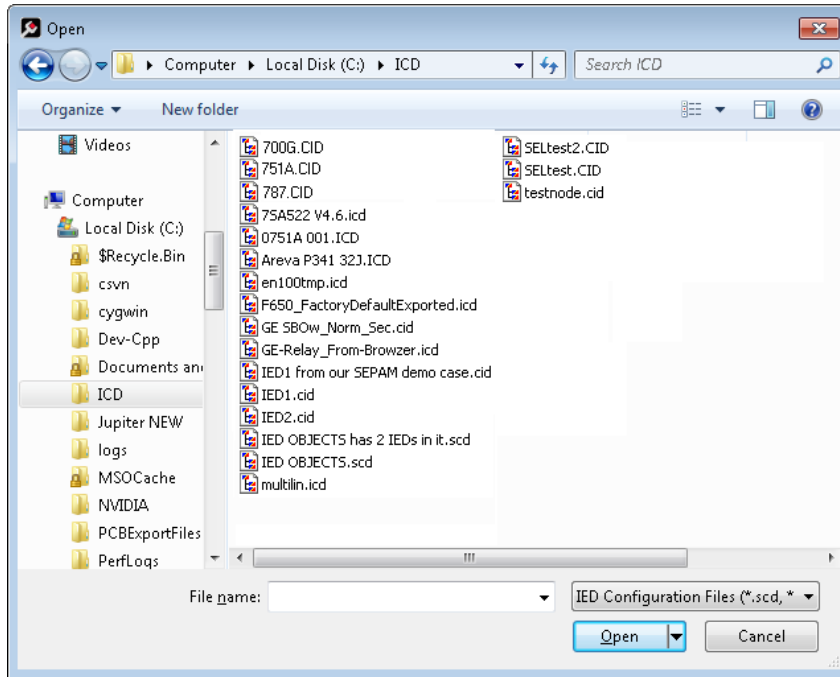 Open
Computer Local Disk (C:) ICD
Search ICD
Organize New folder
Videos
Computer
Local Disk (C:)
$Recycle.Bin
csvn
cygwin
Dev-Cpp
Documents an
ICD
Jupiter NEW
logs
MSOCache
NVIDIA
PCBExportFiles
PerfLogs
700G.CID
751A.CID
787.CID
7SA522 V4.6.icd
0751A 001.ICD
Areva P341 32J.ICD
en100tmp.icd
F650_FactoryDefaultExported.icd
GE SBOw_Norm_Sec.cid
GE-Relay_From-Browzer.icd
IED1 from our SEPAM demo case.cid
IED1.cid
IED2.cid
IED OBJECTS has 2 IEDs in it.scd
IED OBJECTS.scd
multilin.icd
SELtest2.CID
SELtest.CID
testnode.cid
File name:
IED Configuration Files (*.scd, *
Open
Cancel